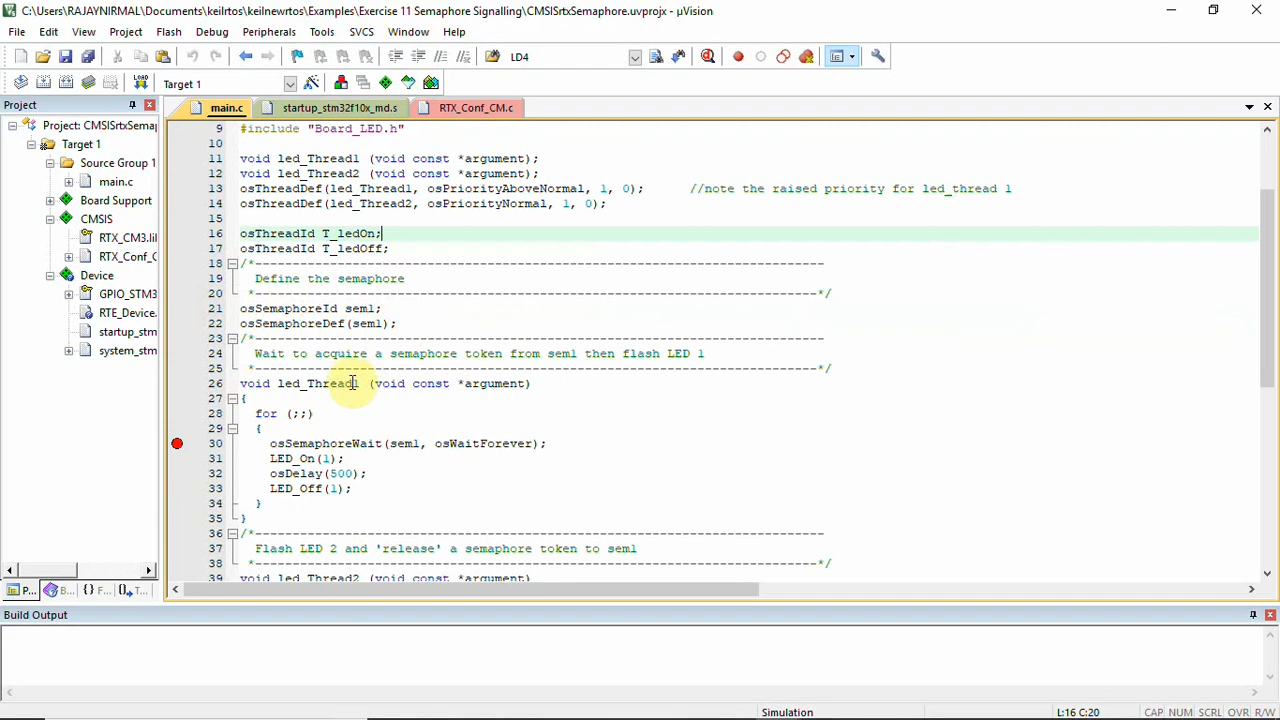 C:\Users\RAJAYNIRMAL\Documents\keilrtos\keilnewrtos\Examples\Exercise 11 Semaphore Signalling\CMSISrtxSemaphore.uvprojx - µVision
File Edit View Project Flash Debug Peripherals Tools SVCS Window Help
LD4
LOAD Target 1
Project
main.c startup_stm32f10x_md.s RTX_Conf_CM.c
Project: CMSISrtxSemap
Target 1
Source Group 1
main.c
Board Support
CMSIS
RTX_CM3.lil
RTX_Conf_C
Device
GPIO_STM3
RTE_Device.
startup_stm
system_stm
P... B... {} F... T...
9 #include "Board_LED.h"
10
11 void led_Thread1 (void const *argument);
12 void led_Thread2 (void const *argument);
13 osThreadDef(led_Thread1, osPriorityAboveNormal, 1, 0); //note the raised priority for led_thread 1
14 osThreadDef(led_Thread2, osPriorityNormal, 1, 0);
15
16 osThreadId T_ledOn;
17 osThreadId T_ledOff;
18 /*----------------------------------------------------------------------------
19 Define the semaphore
20 *---------------------------------------------------------------------------*/
21 osSemaphoreId sem1;
22 osSemaphoreDef(sem1);
23 /*----------------------------------------------------------------------------
24 Wait to acquire a semaphore token from sem1 then flash LED 1
25 *---------------------------------------------------------------------------*/
26 void led_Thread1 (void const *argument)
27 {
28 for (;;)
29 {
30 osSemaphoreWait(sem1, osWaitForever);
31 LED_On(1);
32 osDelay(500);
33 LED_Off(1);
34 }
35 }
36 /*----------------------------------------------------------------------------
37 Flash LED 2 and 'release' a semaphore token to sem1
38 *---------------------------------------------------------------------------*/
39 void led_Thread2 (void const *argument)
Build Output
Simulation L:16 C:20 CAP NUM SCRL OVR R/W